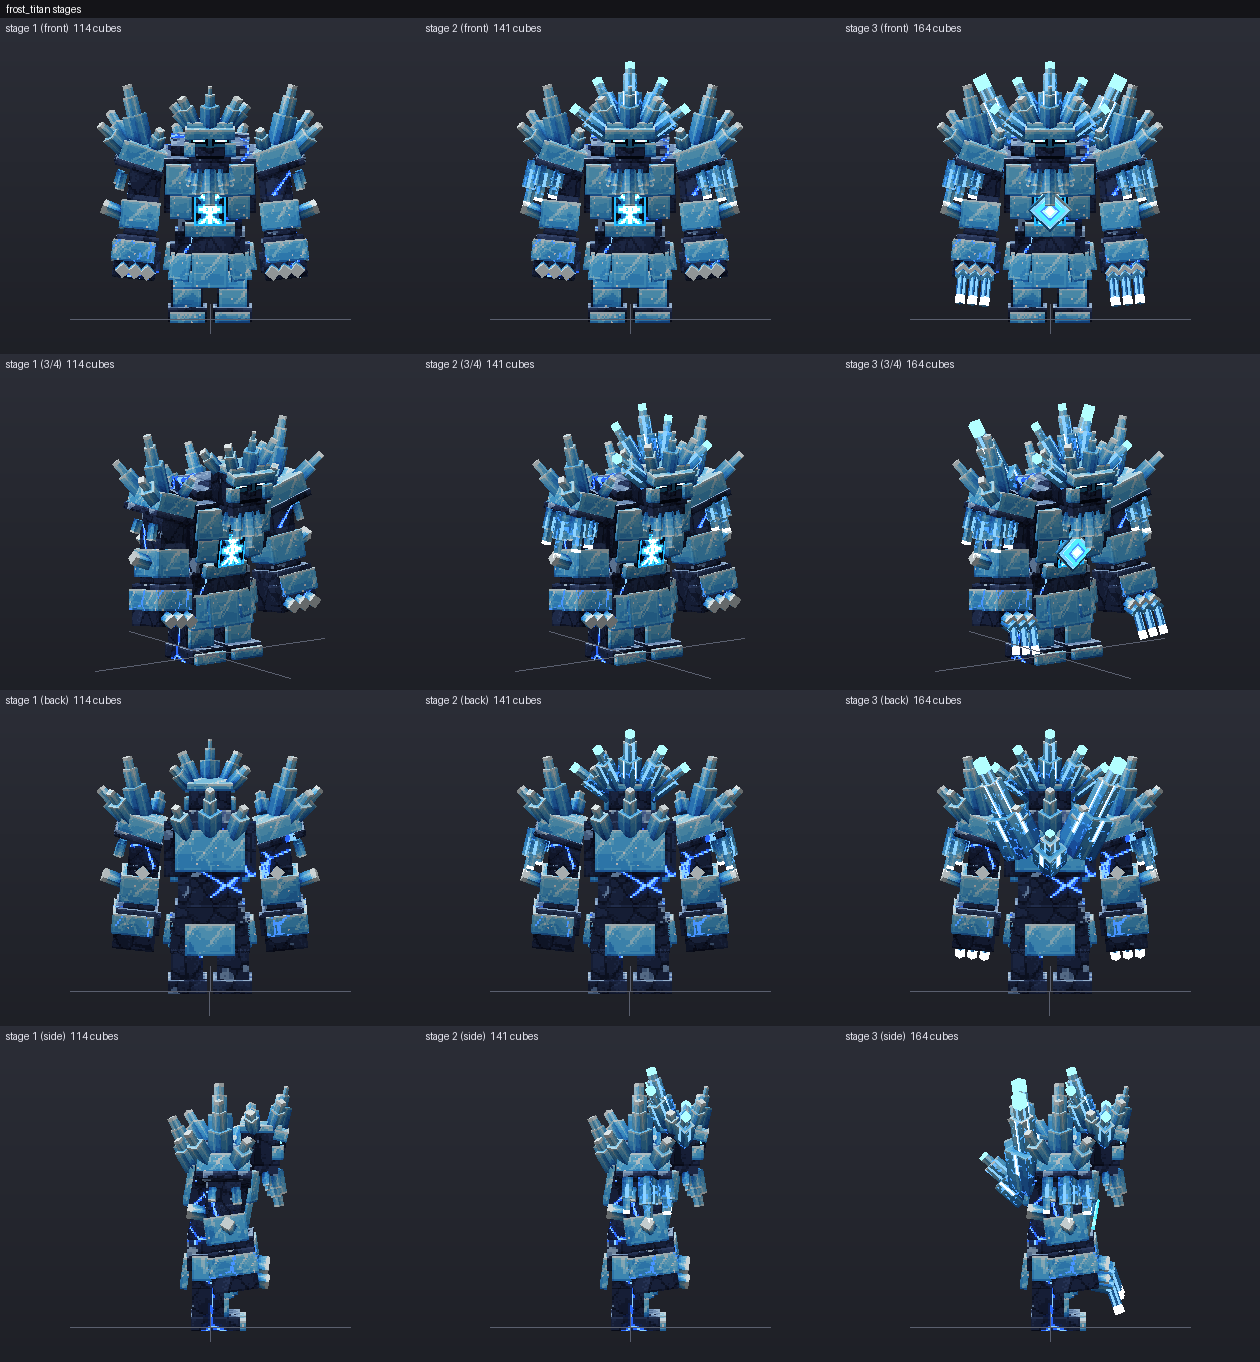 frost_titan stages
stage 1 (front) 114 cubes
stage 2 (front) 141 cubes
stage 3 (front) 164 cubes
stage 1 (3/4) 114 cubes
stage 2 (3/4) 141 cubes
stage 3 (3/4) 164 cubes
stage 1 (back) 114 cubes
stage 2 (back) 141 cubes
stage 3 (back) 164 cubes
stage 1 (side) 114 cubes
stage 2 (side) 141 cubes
stage 3 (side) 164 cubes